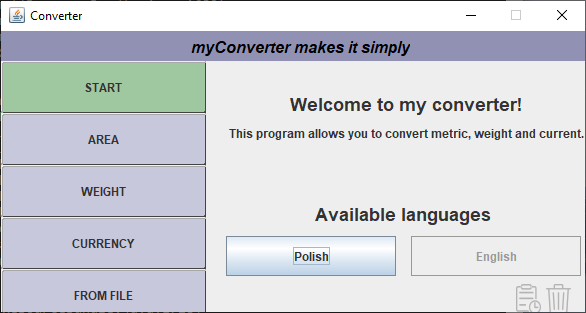 Converter
myConverter makes it simply
START
AREA
WEIGHT
CURRENCY
FROM FILE
Welcome to my converter!
This program allows you to convert metric, weight and current.
Available languages
Polish
English